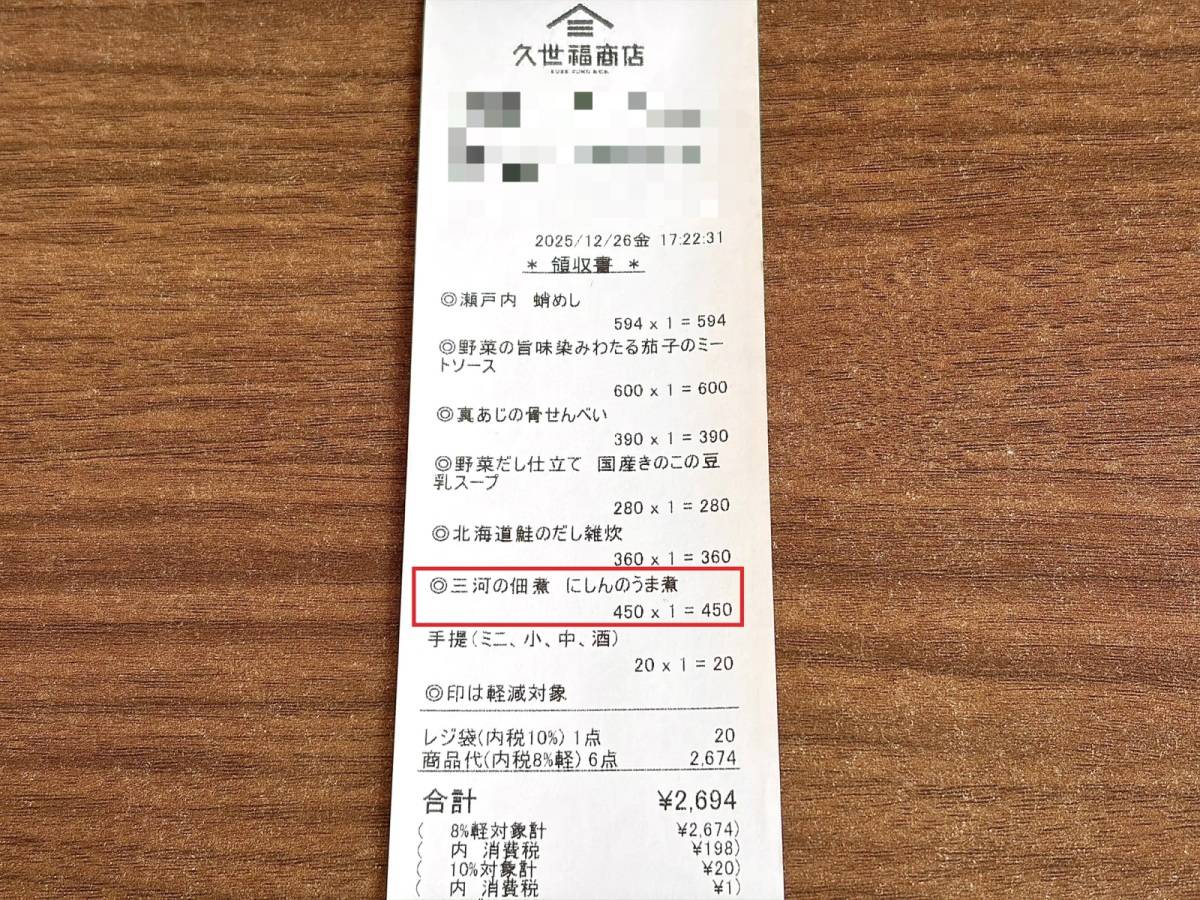 久世福商店
2025/12/26金 17:22:31
* 領収書 *
◎瀬戸内 蛸めし
594 x 1 = 594
◎野菜の旨味染みわたる茄子のミー
トソース
600 x 1 = 600
◎真あじの骨せんべい
390 x 1 = 390
◎野菜だし仕立て 国産きのこの豆
乳スープ
280 x 1 = 280
◎北海道鮭のだし雑炊
360 x 1 = 360
◎三河の佃煮 にしんのうま煮
450 x 1 = 450
手提(ミニ、小、中、酒)
20 x 1 = 20
◎印は軽減対象
レジ袋(内税10%) 1点 20
商品代(内税8%軽) 6点 2,674
合計 ¥2,694
( 8%軽対象計 ¥2,674)
( 内 消費税 ¥198)
( 10%対象計 ¥20)
( 内 消費税 ¥1)